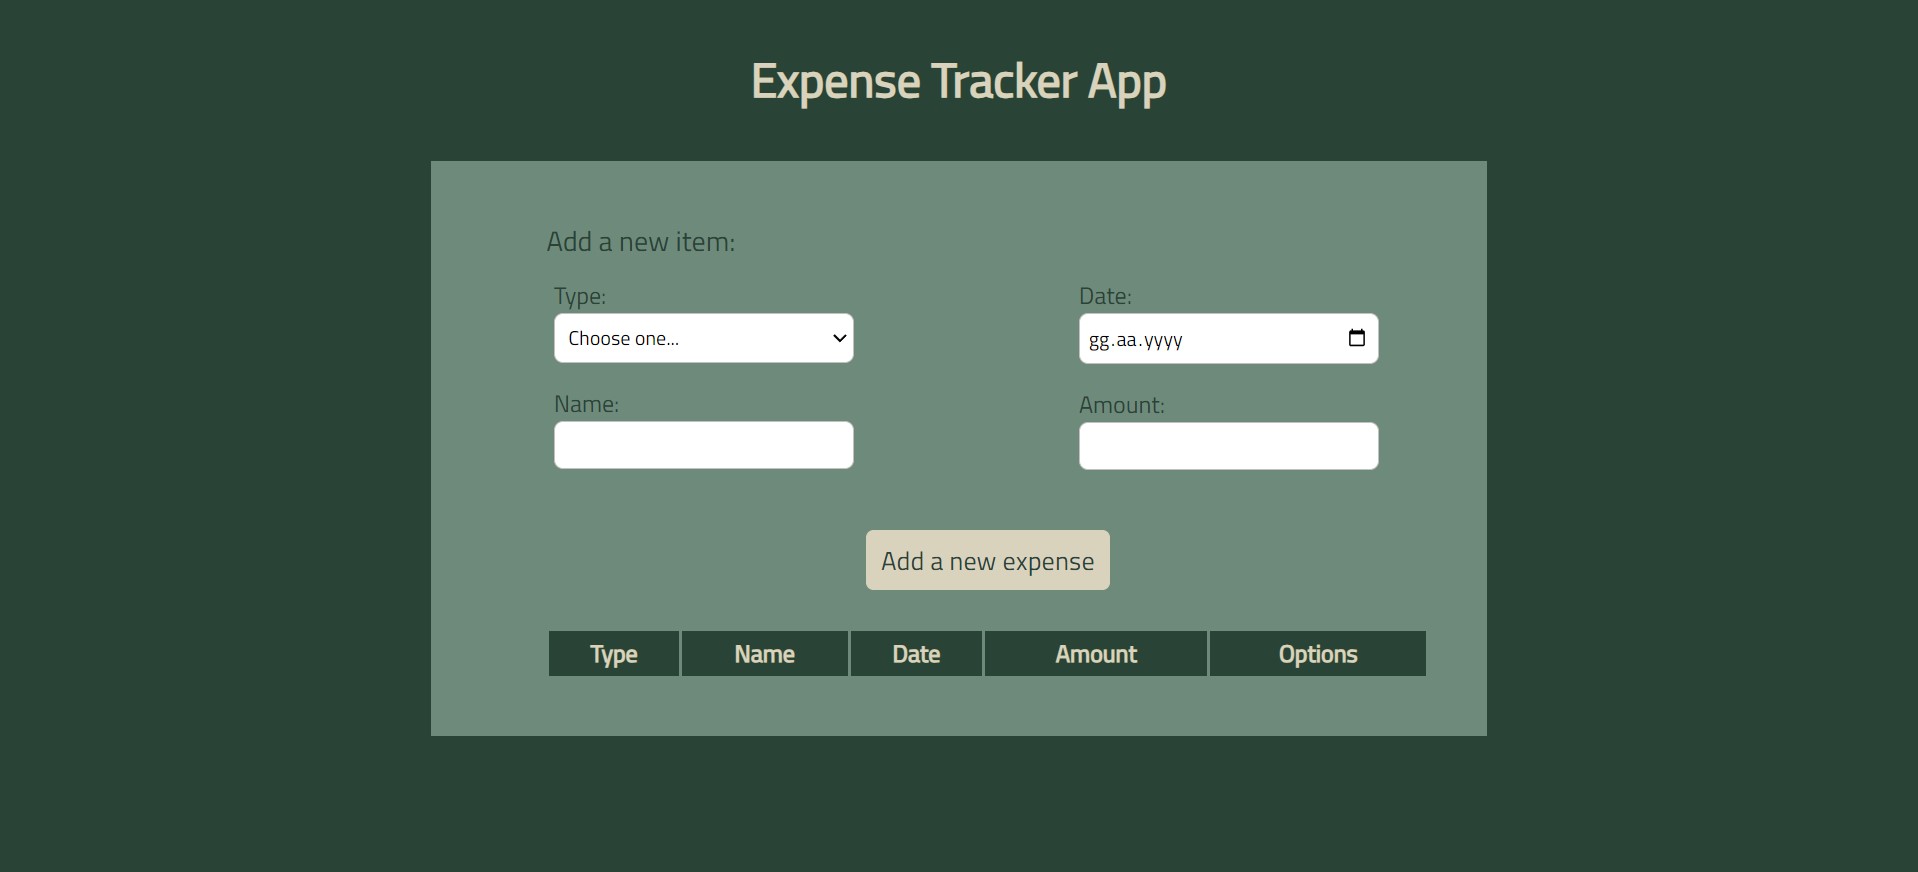 Expense Tracker App
Add a new item:
Type:
Date:
Choose one...
gg.aa.yyyy
Name:
Amount:
Add a new expense
Type Name Date Amount Options